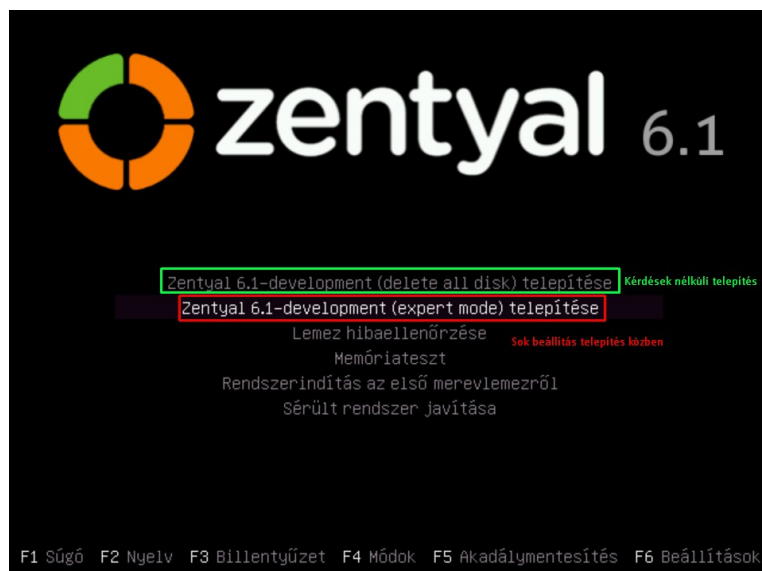 zentyal 6.1
Zentyal 6.1-development (delete all disk) telepítése Kérdések nélküli telepítés
Zentyal 6.1-development (expert mode) telepítése
Lemez hibaellenőrzése
Sok beállítás telepítés közben
Memóriateszt
Rendszerindítás az első merevlemezről
Sérült rendszer javítása
F1 Súgó F2 Nyelv F3 Billentyűzet F4 Módok F5 Akadálymentesítés F6 Beállítások